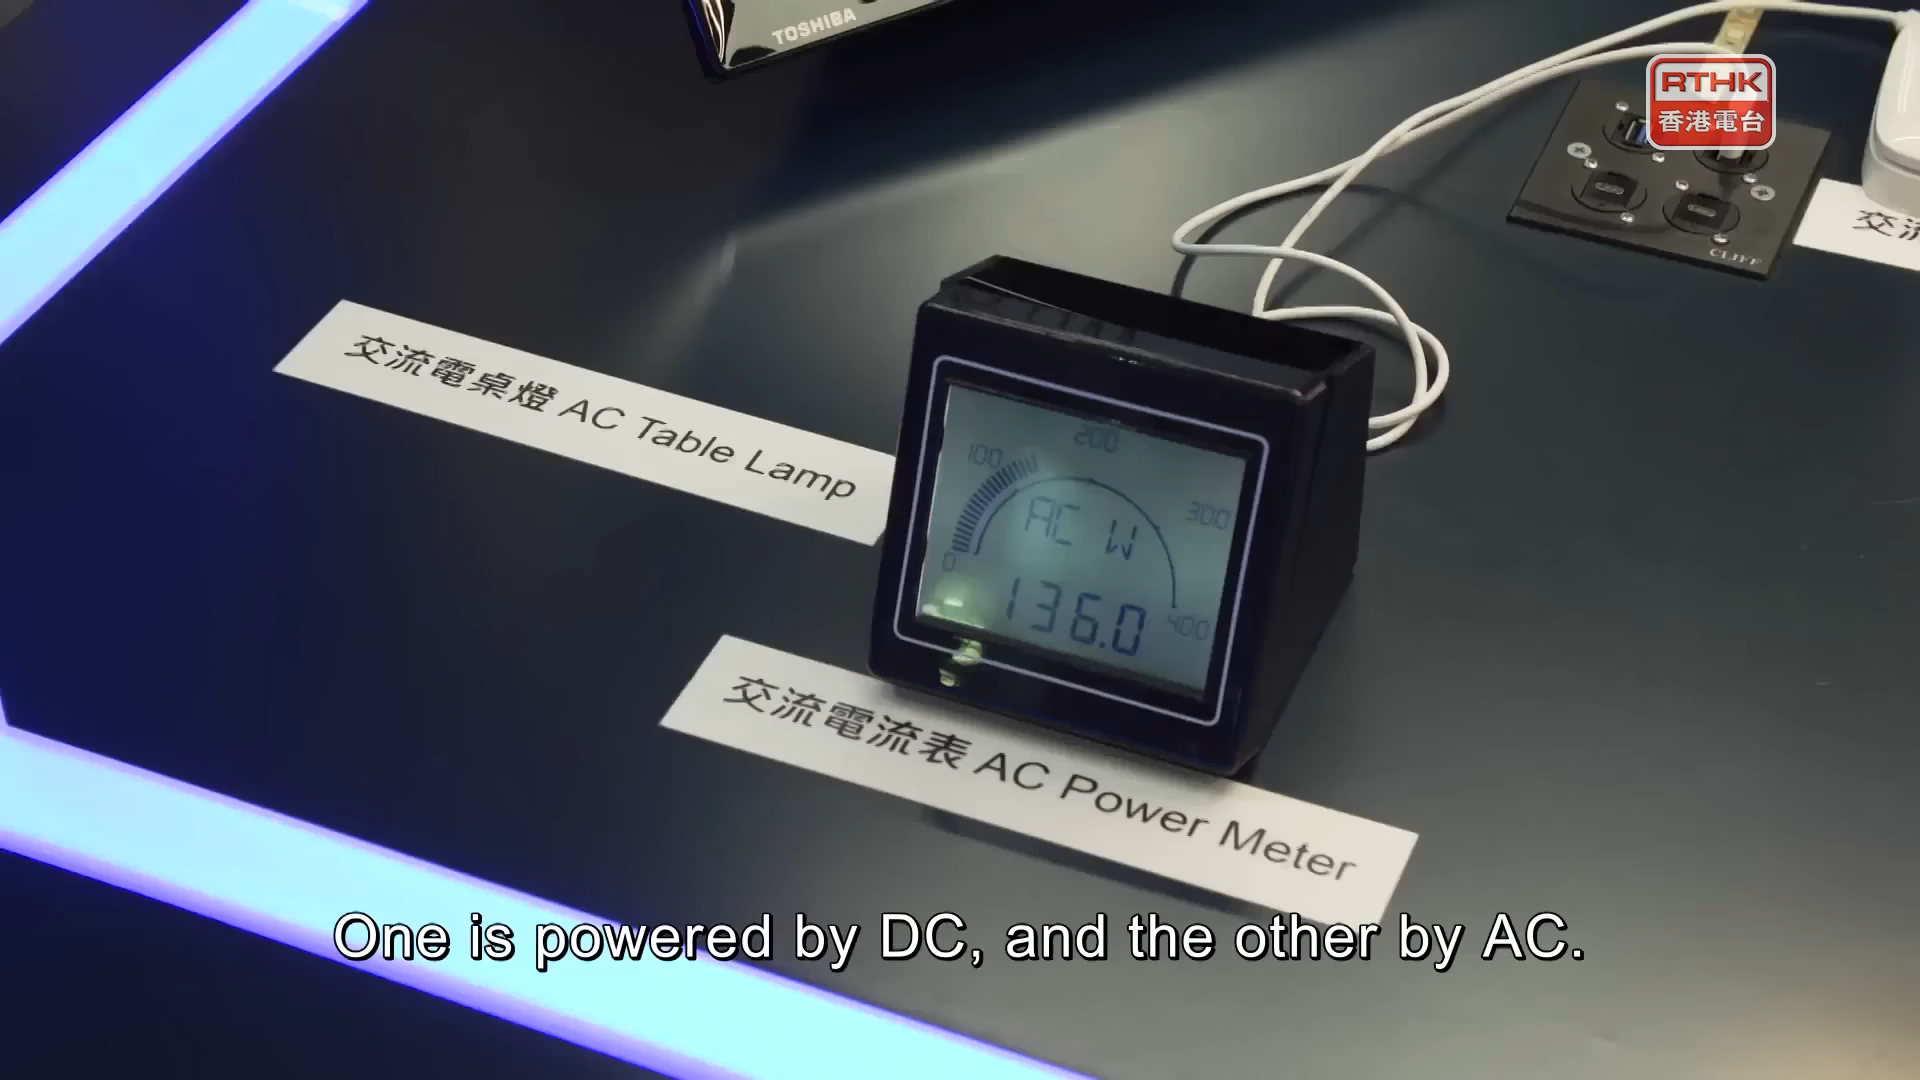 TOSHIBA
RTHK
香港電台
CLIFF
交流電桌燈 AC Table Lamp
100
200
300
0
AC W
136.0
400
交流電流表 AC Power Meter
One is powered by DC, and the other by AC.